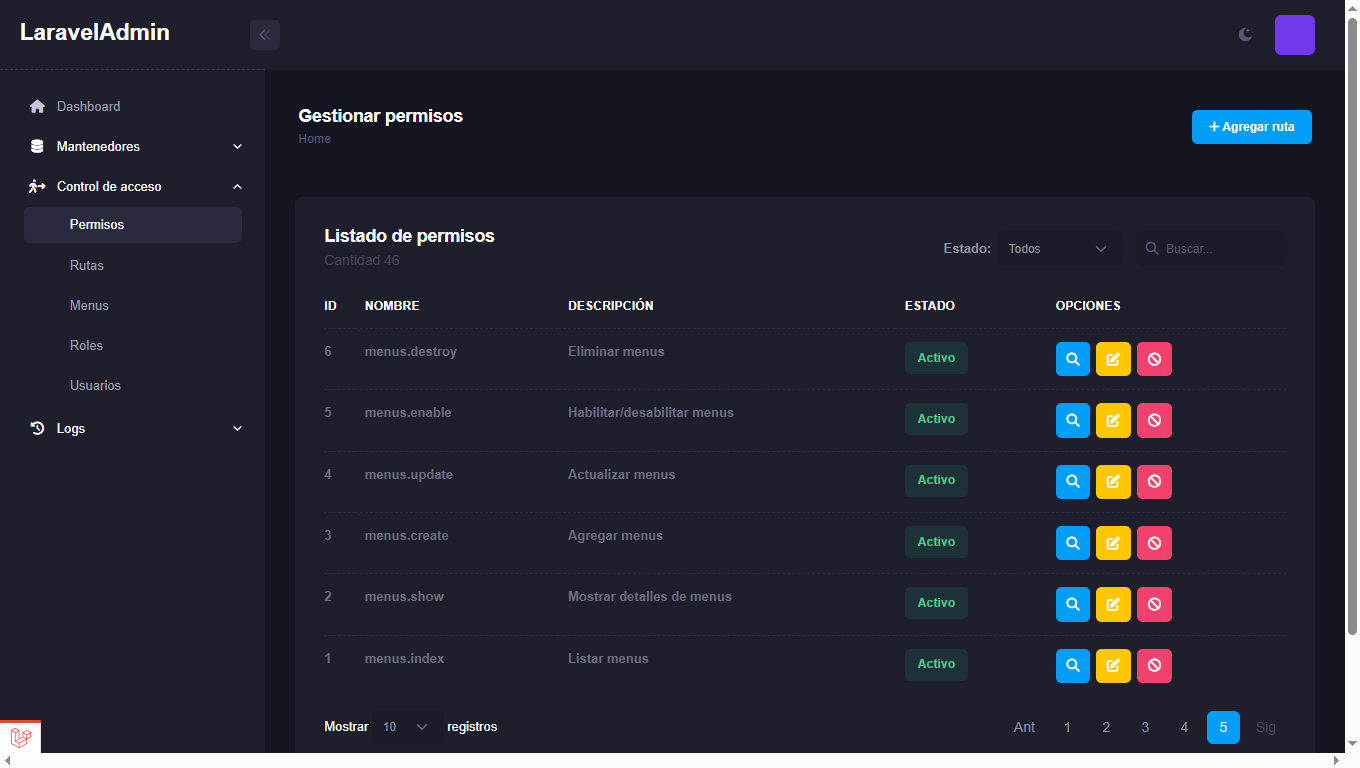 LaravelAdmin
Dashboard
Mantenedores
Control de acceso
Permisos
Rutas
Menus
Roles
Usuarios
Logs
Gestionar permisos
Home
Agregar ruta
Listado de permisos
Cantidad 46
Estado: Todos Buscar...
ID NOMBRE DESCRIPCIÓN ESTADO OPCIONES
6 menus.destroy Eliminar menus Activo
5 menus.enable Habilitar/desabilitar menus Activo
4 menus.update Actualizar menus Activo
3 menus.create Agregar menus Activo
2 menus.show Mostrar detalles de menus Activo
1 menus.index Listar menus Activo
Mostrar 10 registros Ant 1 2 3 4 5 Sig